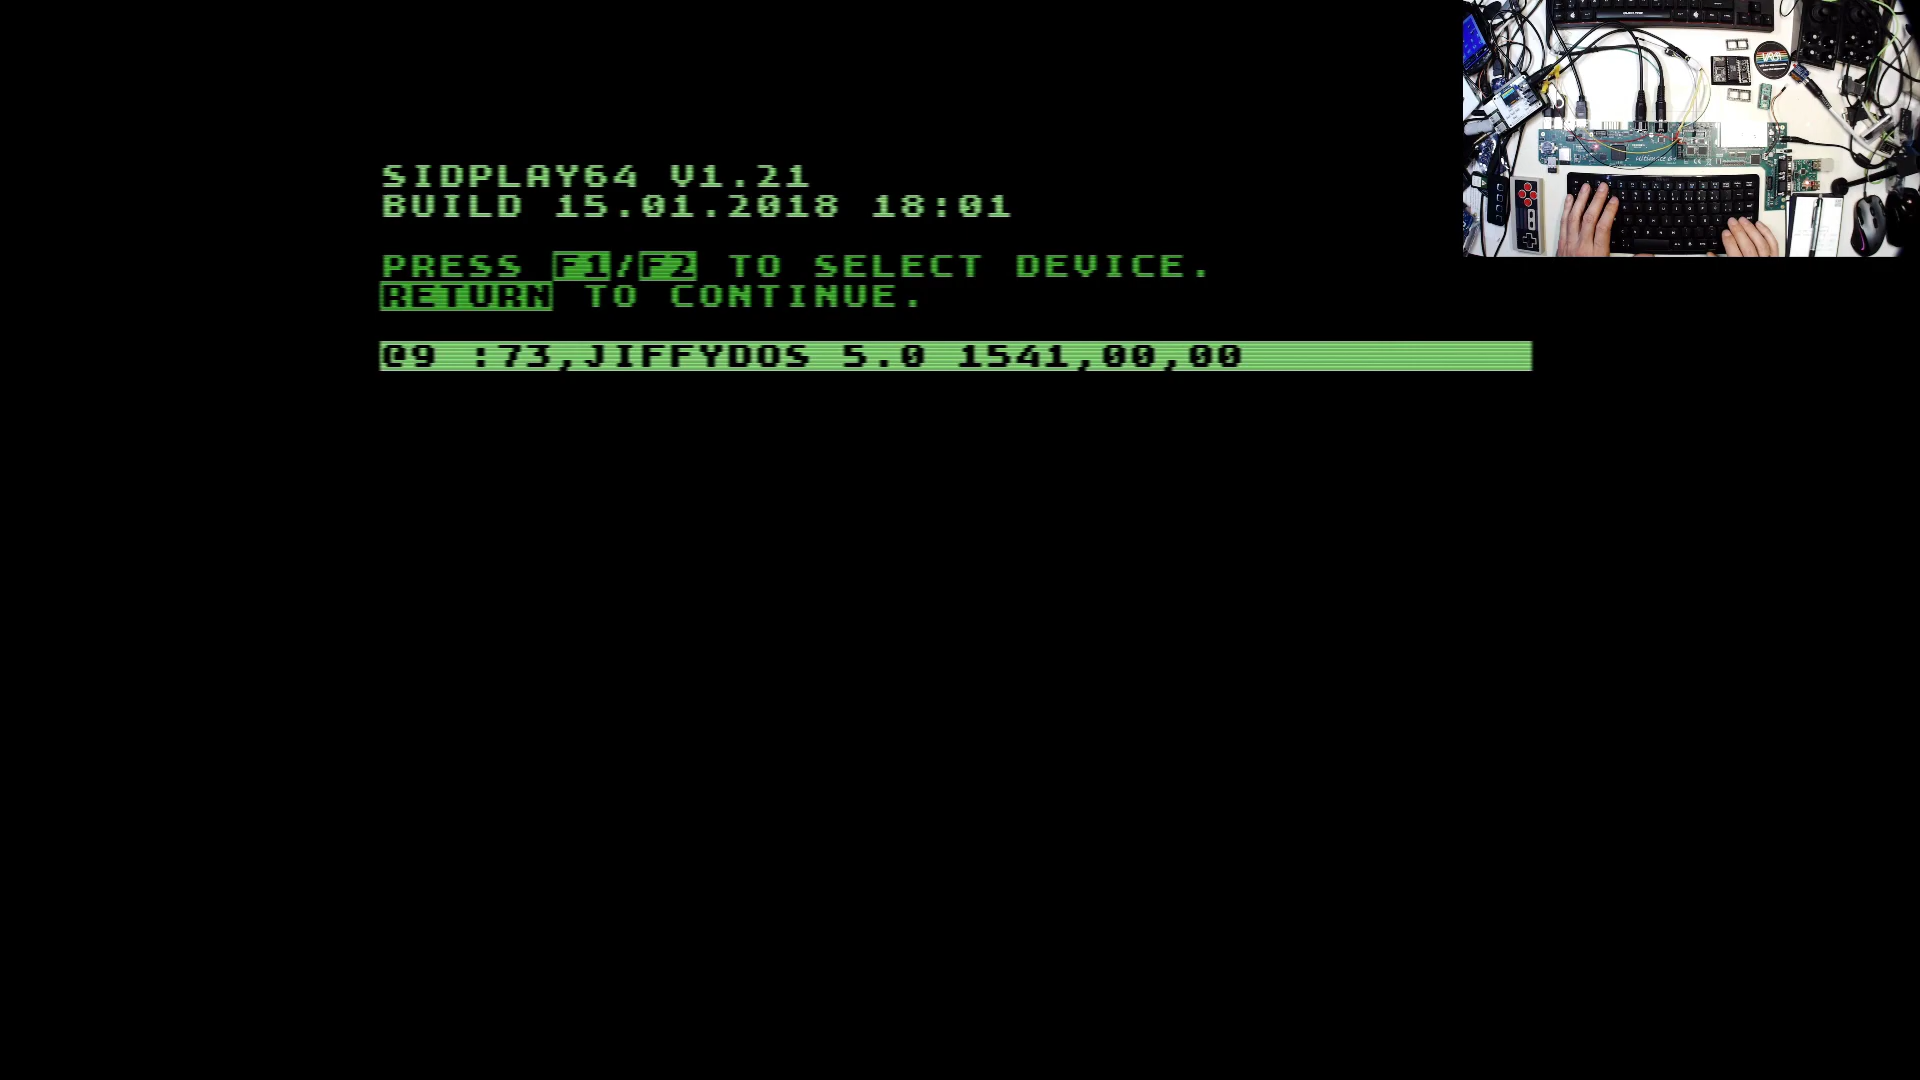 SIDPLAY64 V1.21
BUILD 15.01.2018 18:01
PRESS F1/F2 TO SELECT DEVICE.
RETURN TO CONTINUE.
@9 :73,JIFFYDOS 5.0 1541,00,00